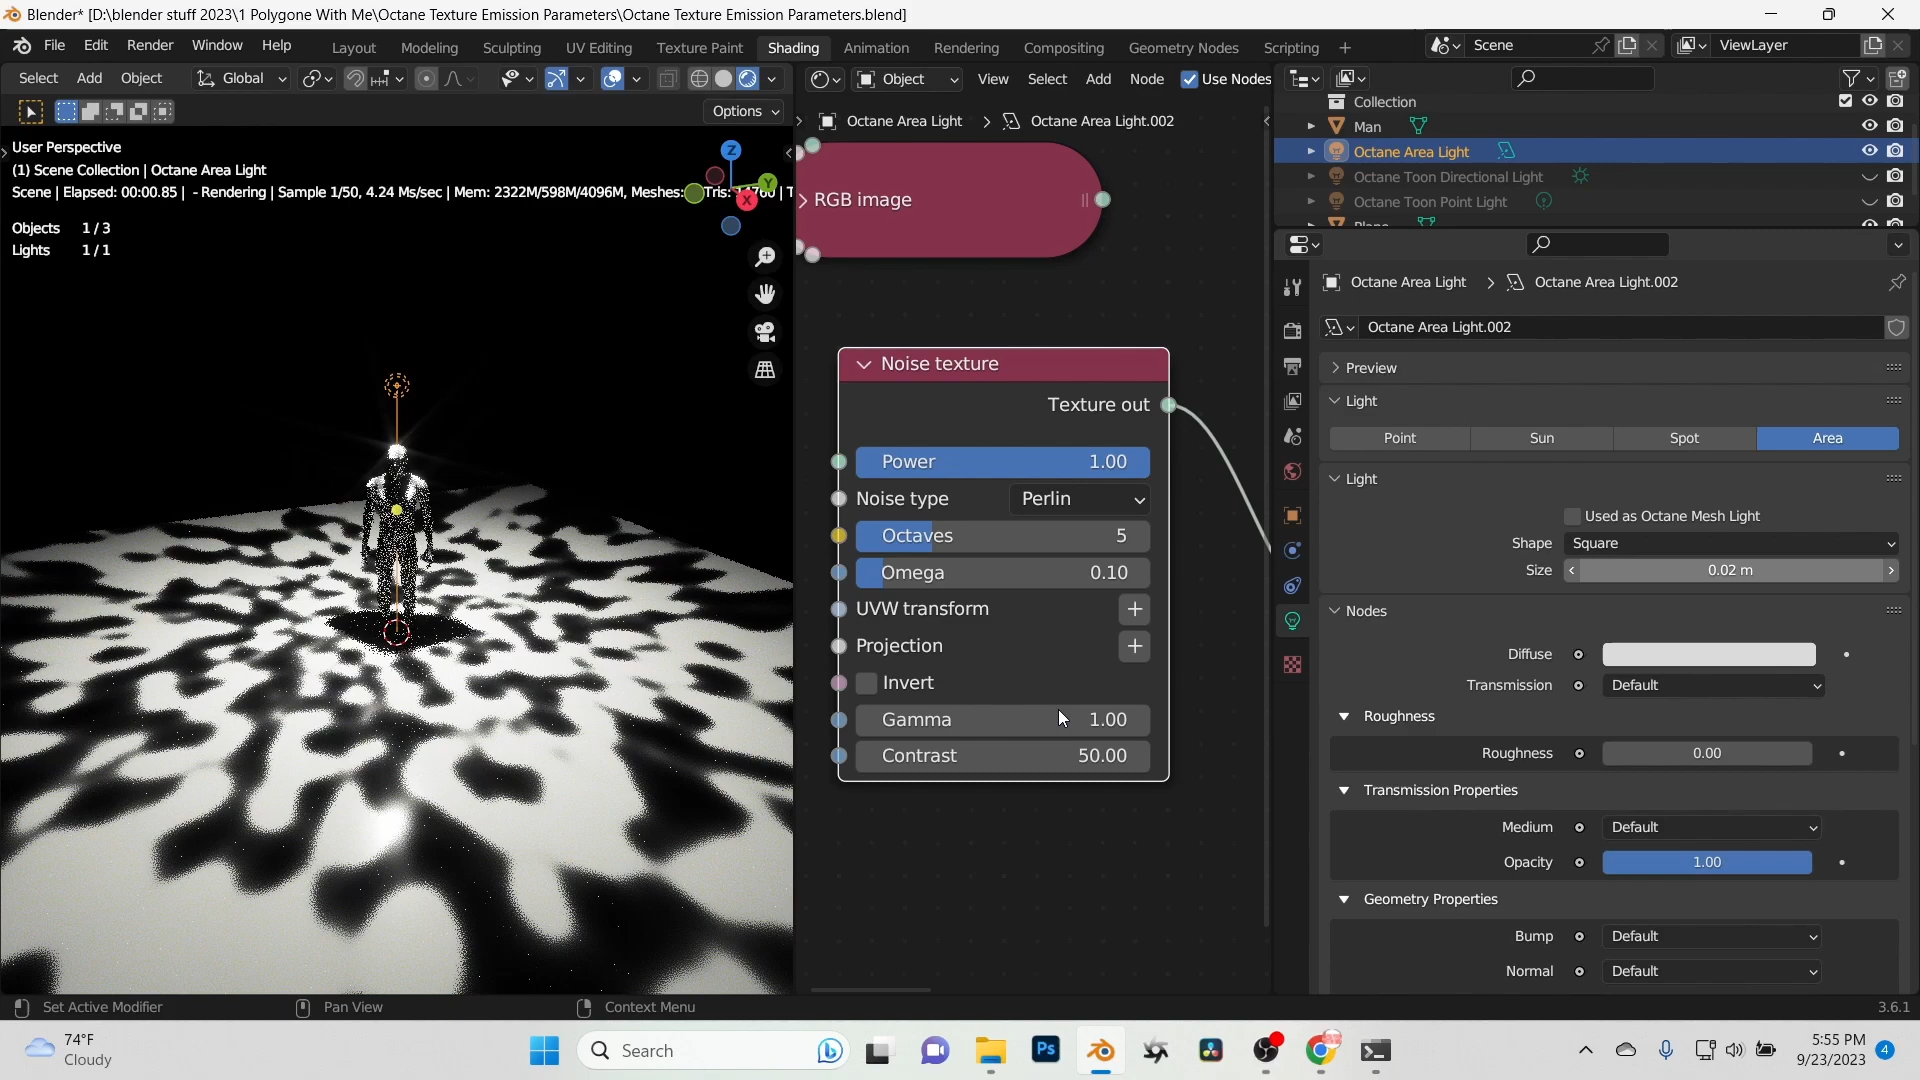 Blender* [D:\blender stuff 2023\1 Polygone With Me\Octane Texture Emission Parameters\Octane Texture Emission Parameters.blend]
File Edit Render Window Help Layout Modeling Sculpting UV Editing Texture Paint Shading Animation Rendering Compositing Geometry Nodes Scripting + Scene ViewLayer
Select Add Object Global Object View Select Add Node Use Nodes
Options
Octane Area Light > Octane Area Light.002
User Perspective
(1) Scene Collection | Octane Area Light
Scene | Elapsed: 00:00.85 | - Rendering | Sample 1/50, 4.24 Ms/sec | Mem: 2322M/598M/4096M, Meshes: Tris:
Objects 1/3
Lights 1/1
Z
Y
X
RGB image
Noise texture
Texture out
Power 1.00
Noise type Perlin
Octaves 5
Omega 0.10
UVW transform +
Projection +
Invert
Gamma 1.00
Contrast 50.00
Collection
Man
Octane Area Light
Octane Toon Directional Light
Octane Toon Point Light
Octane Area Light > Octane Area Light.002
Octane Area Light.002
Preview
Light
Point Sun Spot Area
Light
Used as Octane Mesh Light
Shape Square
Size 0.02 m
Nodes
Diffuse
Transmission Default
Roughness
Roughness 0.00
Transmission Properties
Medium Default
Opacity 1.00
Geometry Properties
Bump Default
Normal Default
Set Active Modifier Pan View Context Menu 3.6.1
74°F
Cloudy
Search
Ps
5:55 PM
9/23/2023
4